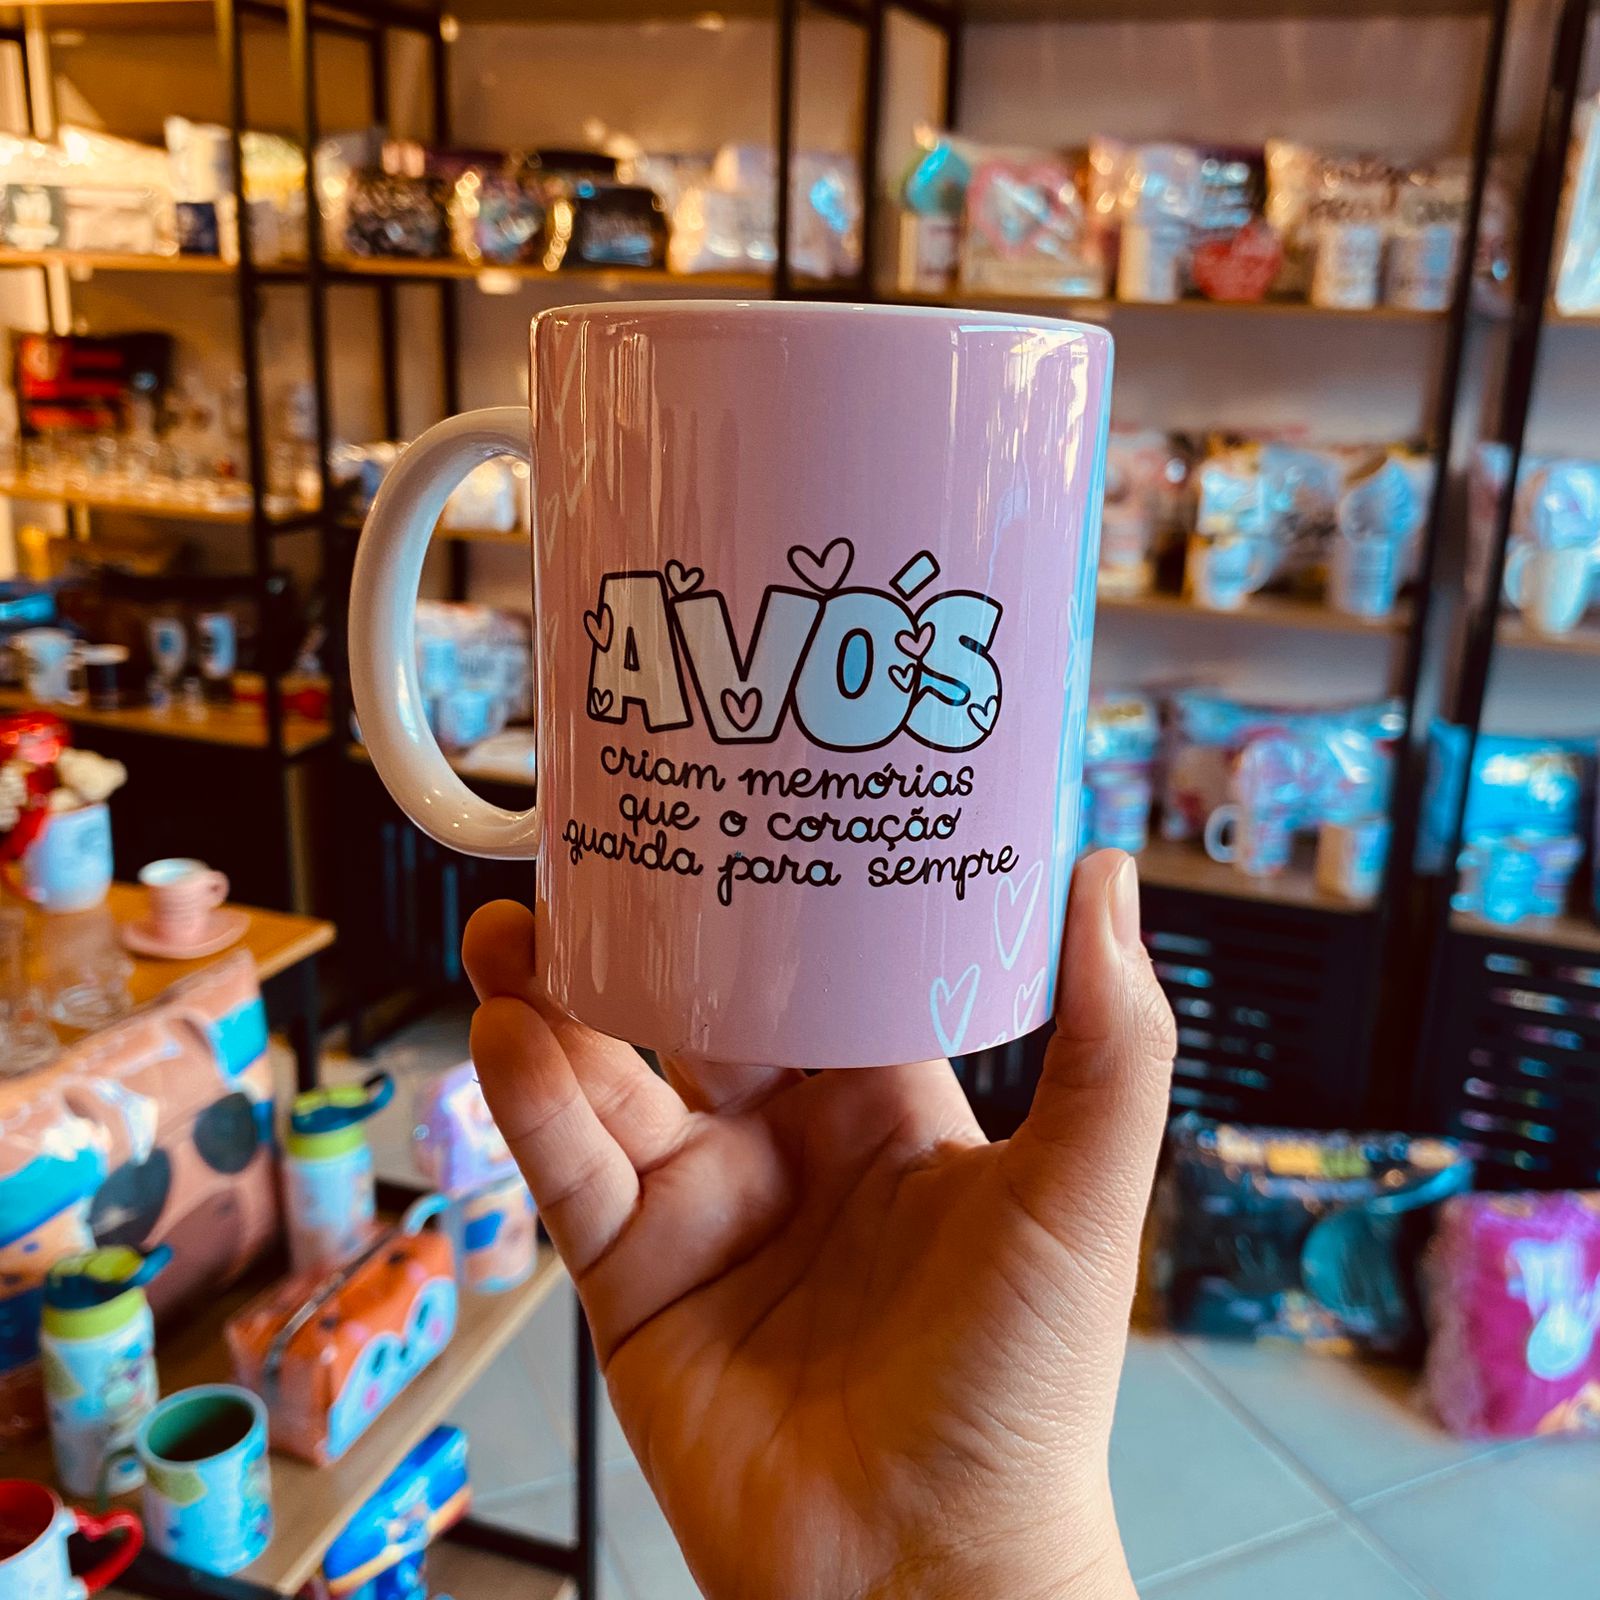 AVÓS
criam memórias
que o coração
guarda para sempre